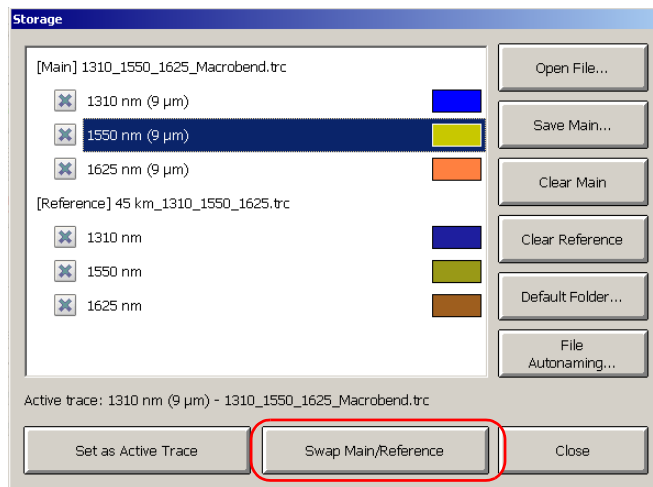 Storage
[Main] 1310_1550_1625_Macrobend.trc
1310 nm (9 µm)
1550 nm (9 µm)
1625 nm (9 µm)
[Reference] 45 km_1310_1550_1625.trc
1310 nm
1550 nm
1625 nm
Open File...
Save Main...
Clear Main
Clear Reference
Default Folder...
File
Autonaming...
Active trace: 1310 nm (9 µm) - 1310_1550_1625_Macrobend.trc
Set as Active Trace
Swap Main/Reference
Close